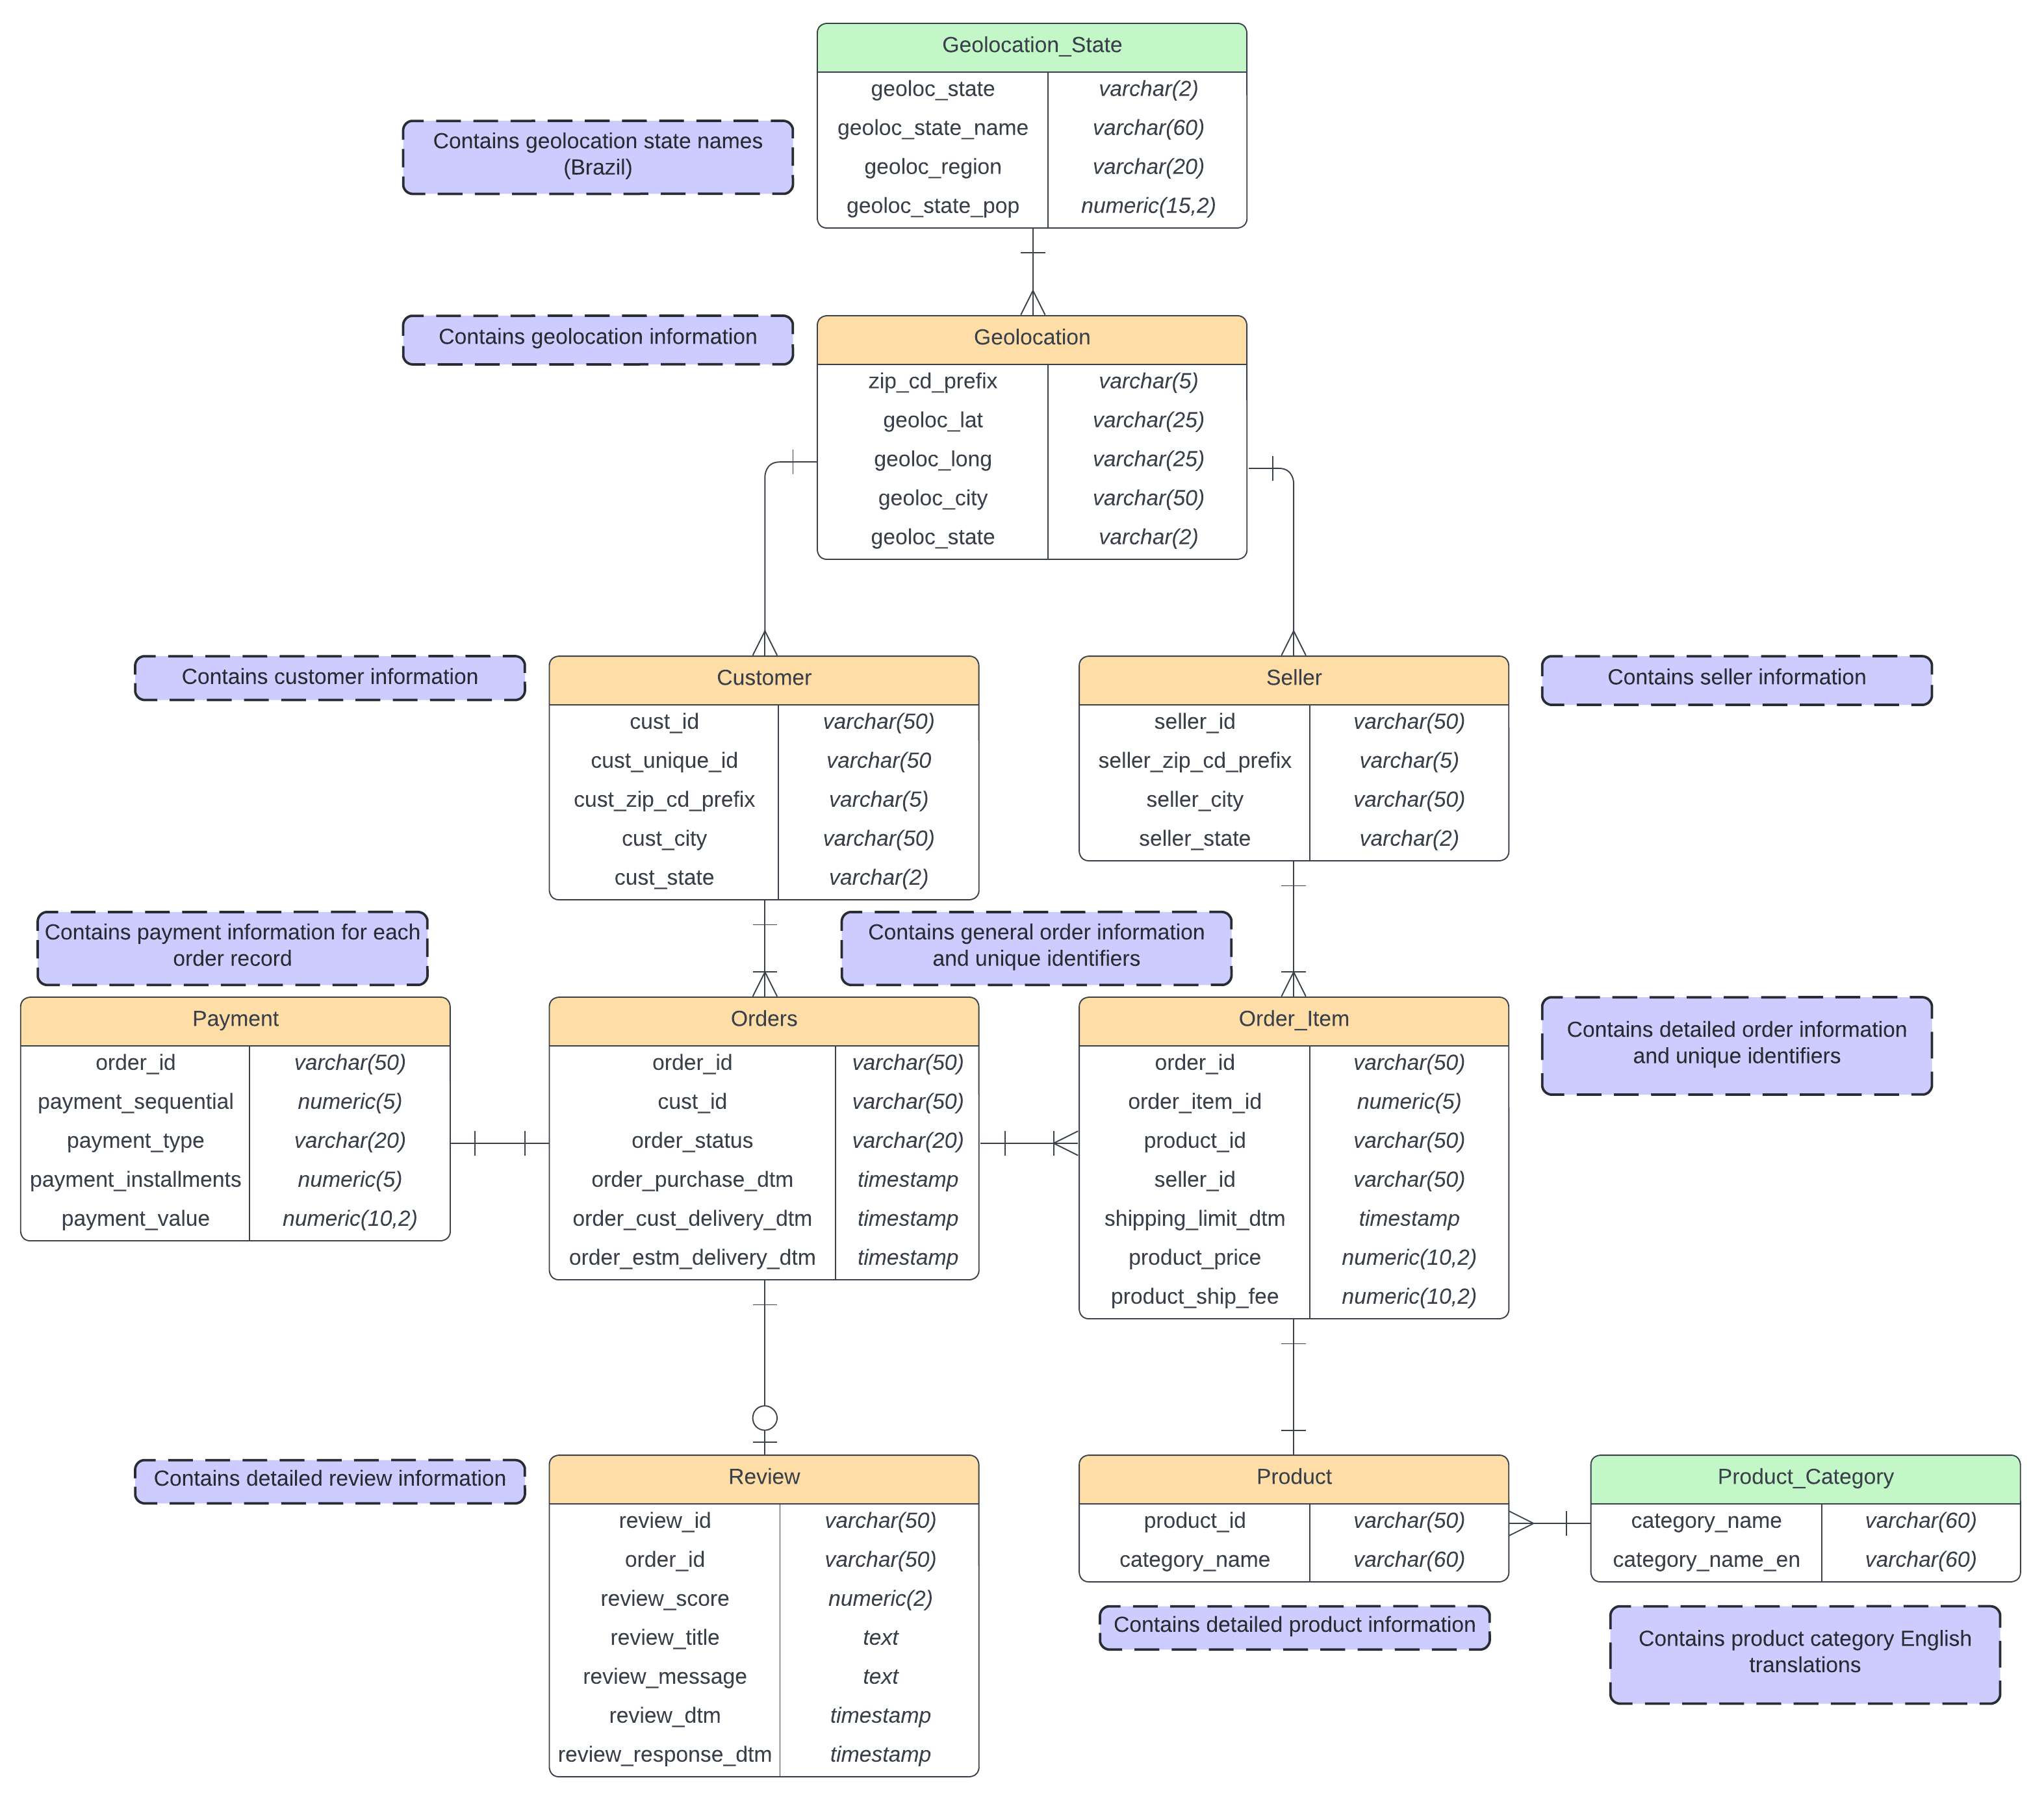 Geolocation_State
geoloc_state varchar(2)
geoloc_state_name varchar(60)
geoloc_region varchar(20)
geoloc_state_pop numeric(15,2)
Contains geolocation state names
(Brazil)
Contains geolocation information
Geolocation
zip_cd_prefix varchar(5)
geoloc_lat varchar(25)
geoloc_long varchar(25)
geoloc_city varchar(50)
geoloc_state varchar(2)
Contains customer information
Customer
cust_id varchar(50)
cust_unique_id varchar(50
cust_zip_cd_prefix varchar(5)
cust_city varchar(50)
cust_state varchar(2)
Seller
seller_id varchar(50)
seller_zip_cd_prefix varchar(5)
seller_city varchar(50)
seller_state varchar(2)
Contains seller information
Contains payment information for each
order record
Contains general order information
and unique identifiers
Payment
order_id varchar(50)
payment_sequential numeric(5)
payment_type varchar(20)
payment_installments numeric(5)
payment_value numeric(10,2)
Orders
order_id varchar(50)
cust_id varchar(50)
order_status varchar(20)
order_purchase_dtm timestamp
order_cust_delivery_dtm timestamp
order_estm_delivery_dtm timestamp
Order_Item
order_id varchar(50)
order_item_id numeric(5)
product_id varchar(50)
seller_id varchar(50)
shipping_limit_dtm timestamp
product_price numeric(10,2)
product_ship_fee numeric(10,2)
Contains detailed order information
and unique identifiers
Contains detailed review information
Review
review_id varchar(50)
order_id varchar(50)
review_score numeric(2)
review_title text
review_message text
review_dtm timestamp
review_response_dtm timestamp
Product
product_id varchar(50)
category_name varchar(60)
Contains detailed product information
Product_Category
category_name varchar(60)
category_name_en varchar(60)
Contains product category English
translations